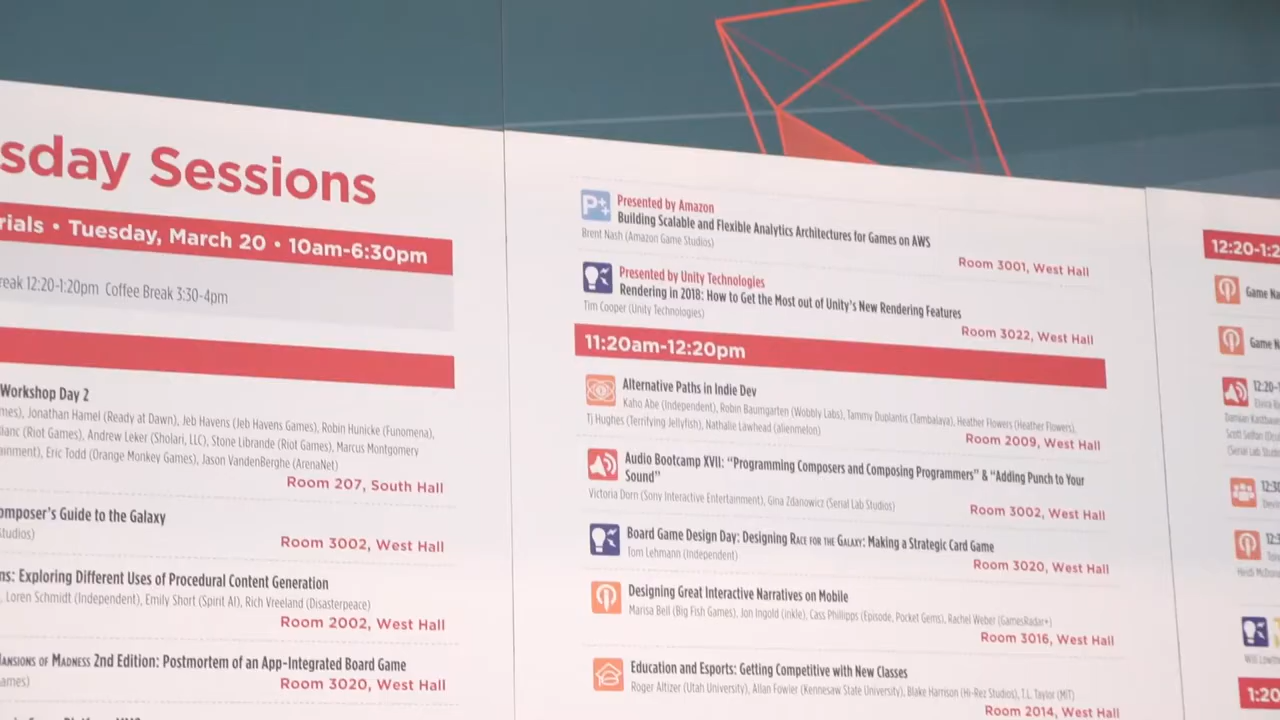 sday Sessions
rials • Tuesday, March 20 • 10am-6:30pm
reak 12:20-1:20pm Coffee Break 3:30-4pm
Workshop Day 2
mes), Jonathan Hamel (Ready at Dawn), Jeb Havens (Jeb Havens Games), Robin Hunicke (Funomena),
lanc (Riot Games), Andrew Leker (Sholari, LLC), Stone Librande (Riot Games), Marcus Montgomery
ainment), Eric Todd (Orange Monkey Games), Jason VandenBerghe (ArenaNet)
Room 207, South Hall
omposer's Guide to the Galaxy
tudios)
Room 3002, West Hall
ns: Exploring Different Uses of Procedural Content Generation
, Loren Schmidt (Independent), Emily Short (Spirit AI), Rich Vreeland (Disasterpeace)
Room 2002, West Hall
Mansions of Madness 2nd Edition: Postmortem of an App-Integrated Board Game
ames)
Room 3020, West Hall
P++
Presented by Amazon
Building Scalable and Flexible Analytics Architectures for Games on AWS
Brent Nash (Amazon Game Studios)
Room 3001, West Hall
Presented by Unity Technologies
Rendering in 2018: How to Get the Most out of Unity's New Rendering Features
Tim Cooper (Unity Technologies)
Room 3022, West Hall
11:20am-12:20pm
Alternative Paths in Indie Dev
Kaho Abe (Independent), Robin Baumgarten (Wobbly Labs), Tammy Duplantis (Tambalaya), Heather Flowers (Heather Flowers),
Tj Hughes (Terrifying Jellyfish), Nathalie Lawhead (alienmelon)
Room 2009, West Hall
Audio Bootcamp XVII: "Programming Composers and Composing Programmers" & "Adding Punch to Your
Sound"
Victoria Dorn (Sony Interactive Entertainment), Gina Zdanowicz (Serial Lab Studios)
Room 3002, West Hall
Board Game Design Day: Designing Race for the Galaxy: Making a Strategic Card Game
Tom Lehmann (Independent)
Room 3020, West Hall
Designing Great Interactive Narratives on Mobile
Marisa Bell (Big Fish Games), Jon Ingold (inkle), Cass Phillipps (Episode, Pocket Gems), Rachel Weber (GamesRadar+)
Room 3016, West Hall
Education and Esports: Getting Competitive with New Classes
Roger Altizer (Utah University), Allan Fowler (Kennesaw State University), Blake Harrison (Hi-Rez Studios), T.L. Taylor (MIT)
Room 2014, West Hall
12:20-1:2
Game Na
Game N
12:20-
12:30
12:3
1:20